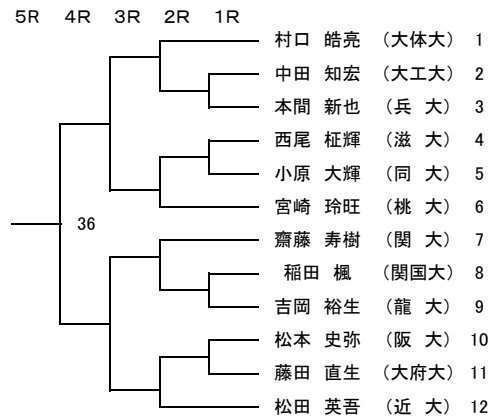 5R 4R 3R 2R 1R
村口 皓亮 (大体大) 1
中田 知宏 (大工大) 2
本間 新也 (兵 大) 3
西尾 柾輝 (滋 大) 4
小原 大輝 (同 大) 5
宮崎 玲旺 (桃 大) 6
36
齋藤 寿樹 (関 大) 7
稲田 楓 (関国大) 8
吉岡 裕生 (龍 大) 9
松本 史弥 (阪 大) 10
藤田 直生 (大府大) 11
松田 英吾 (近 大) 12